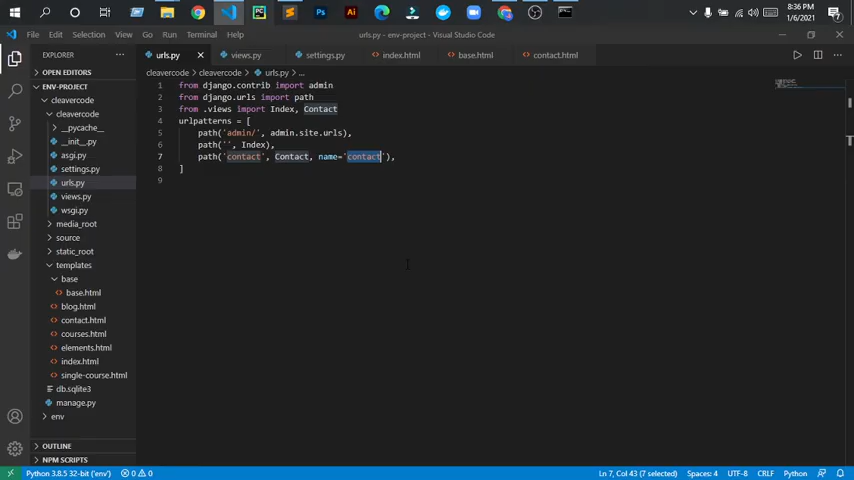 8:36 PM
1/6/2021
File Edit Selection View Go Run Terminal Help
urls.py - env-project - Visual Studio Code
EXPLORER
urls.py views.py settings.py index.html base.html contact.html
OPEN EDITORS
cleavercode > cleavercode > urls.py > ...
ENV-PROJECT
cleavercode
cleavercode
__pycache__
__init__.py
asgi.py
settings.py
urls.py
views.py
wsgi.py
media_root
source
static_root
templates
base
base.html
blog.html
contact.html
courses.html
elements.html
index.html
single-course.html
db.sqlite3
manage.py
env
OUTLINE
NPM SCRIPTS
1 from django.contrib import admin
2 from django.urls import path
3 from .views import Index, Contact
4 urlpatterns = [
5 path('admin/', admin.site.urls),
6 path('', Index),
7 path('contact', Contact, name='contact'),
8 ]
9
Python 3.8.5 32-bit ('env') 0 0 Ln 7, Col 43 (7 selected) Spaces: 4 UTF-8 CRLF Python